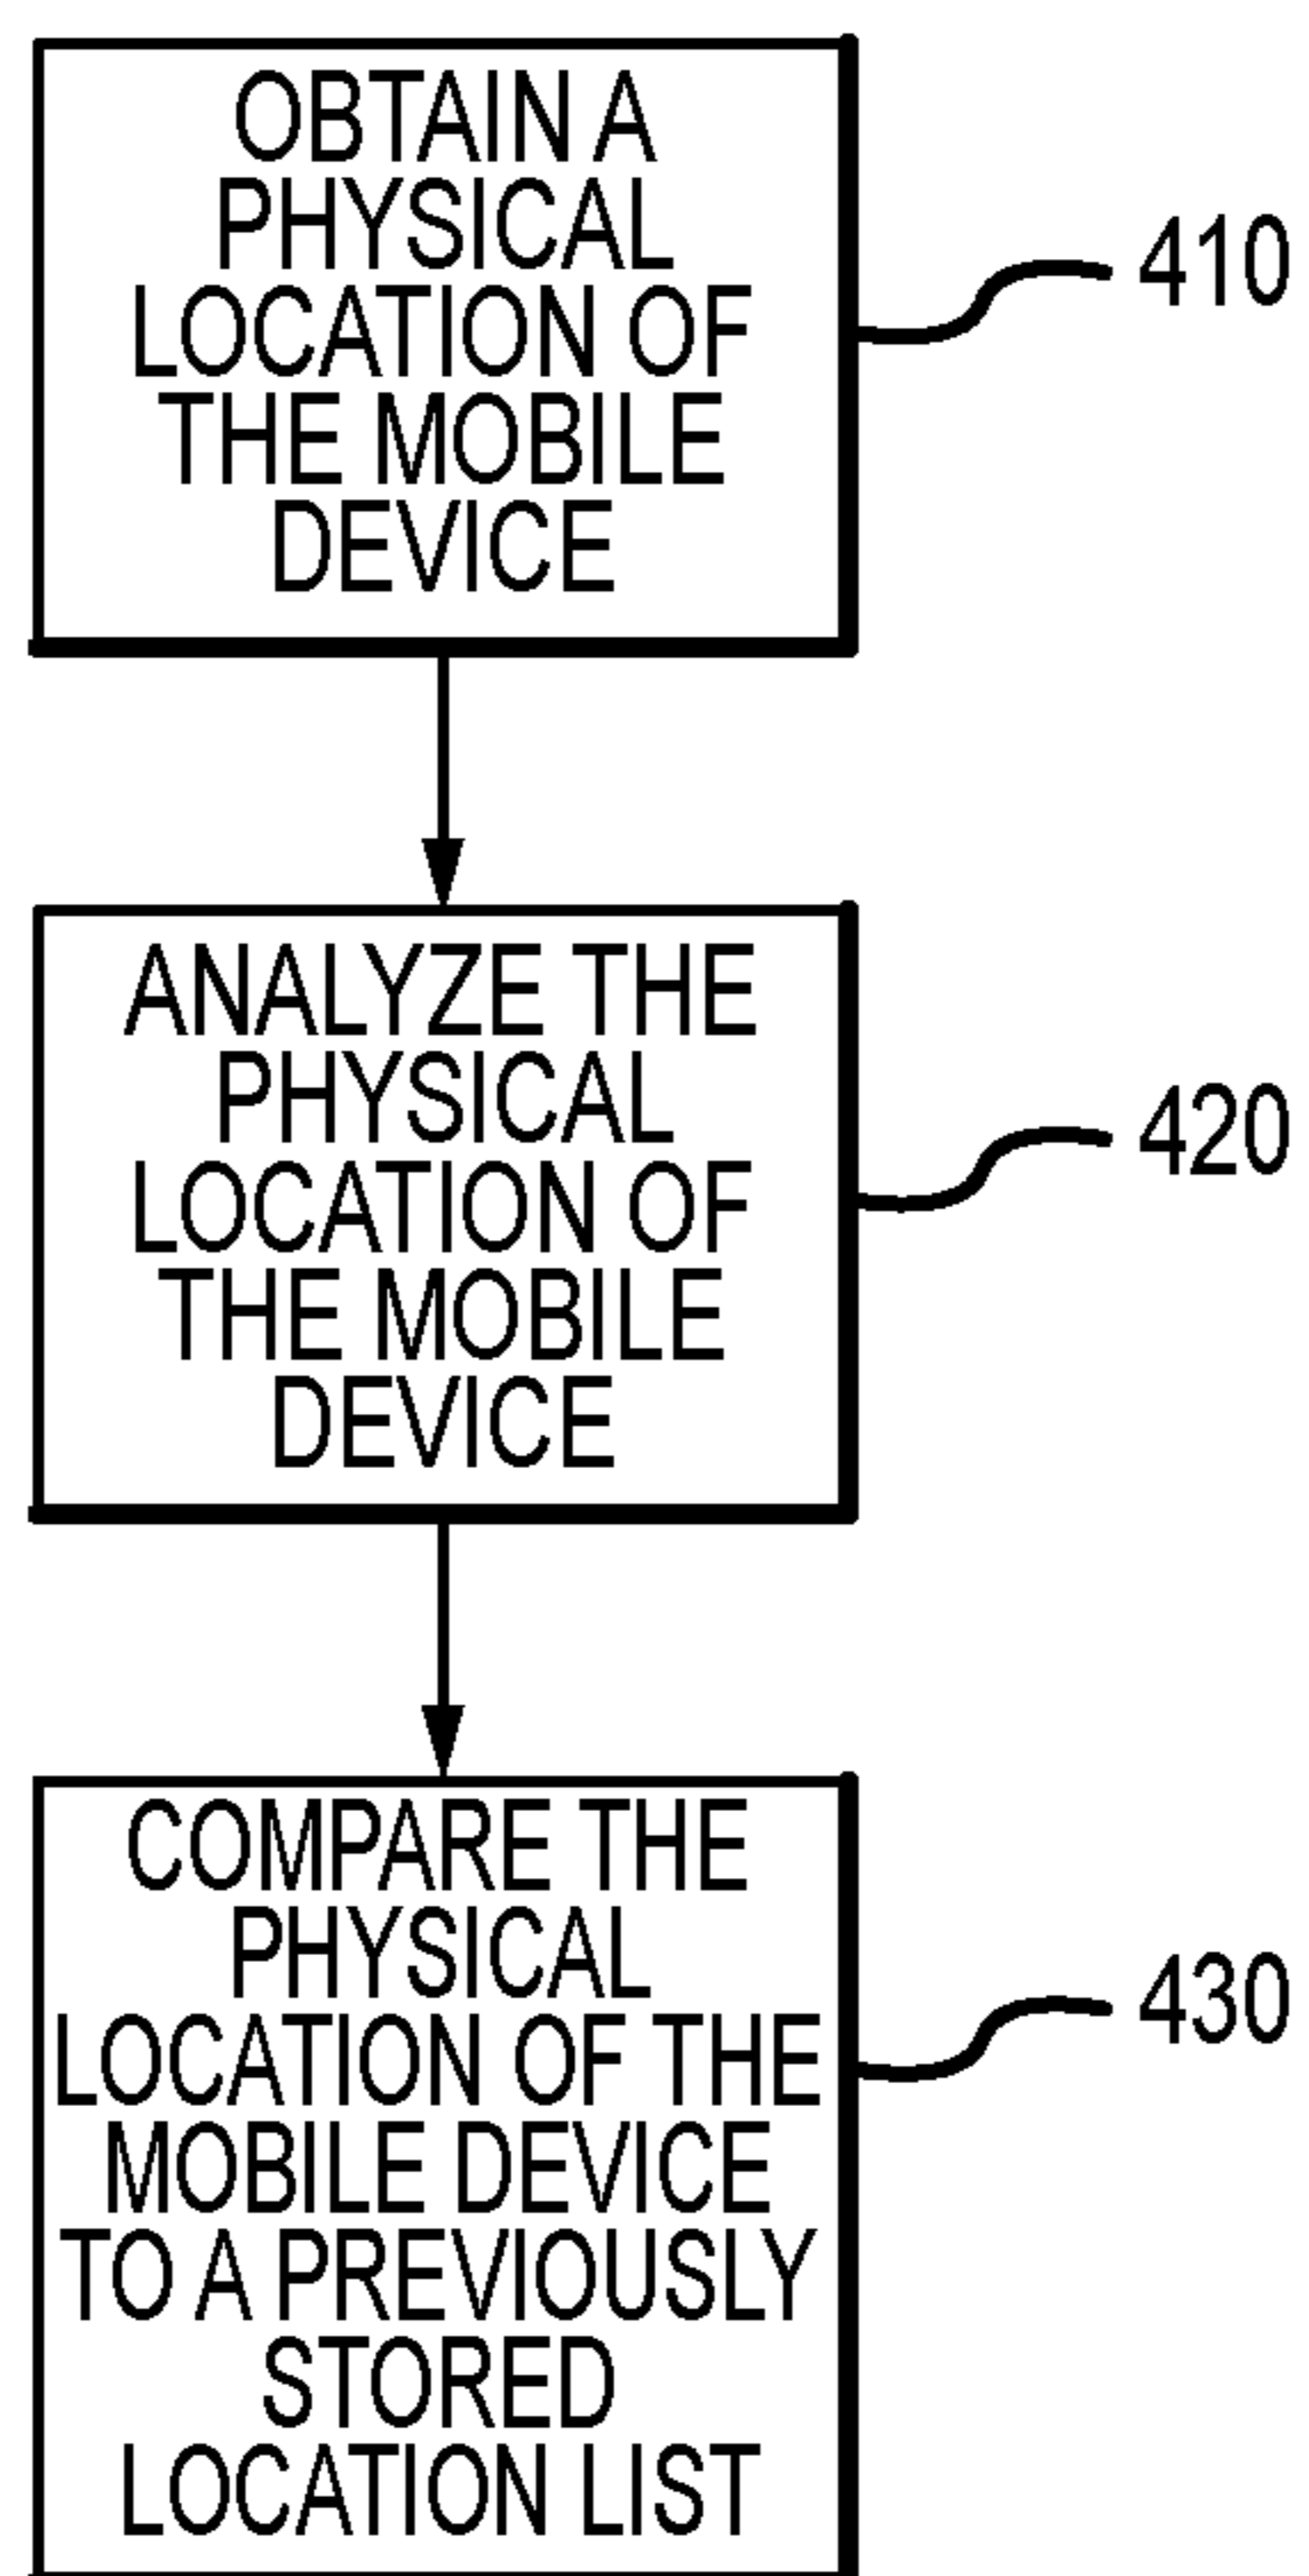 OBTAIN A
PHYSICAL
LOCATION OF
THE MOBILE
DEVICE
410
ANALYZE THE
PHYSICAL
LOCATION OF
THE MOBILE
DEVICE
420
COMPARE THE
PHYSICAL
LOCATION OF THE
MOBILE DEVICE
TO A PREVIOUSLY
STORED
LOCATION LIST
430